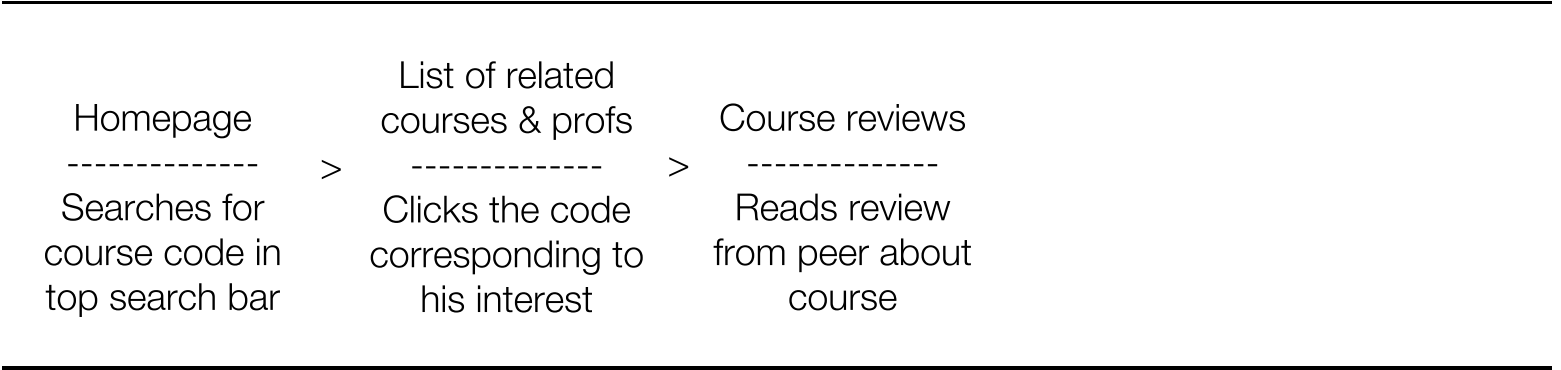 Homepage
--------------
Searches for
course code in
top search bar
>
List of related
courses & profs
--------------
Clicks the code
corresponding to
his interest
>
Course reviews
--------------
Reads review
from peer about
course